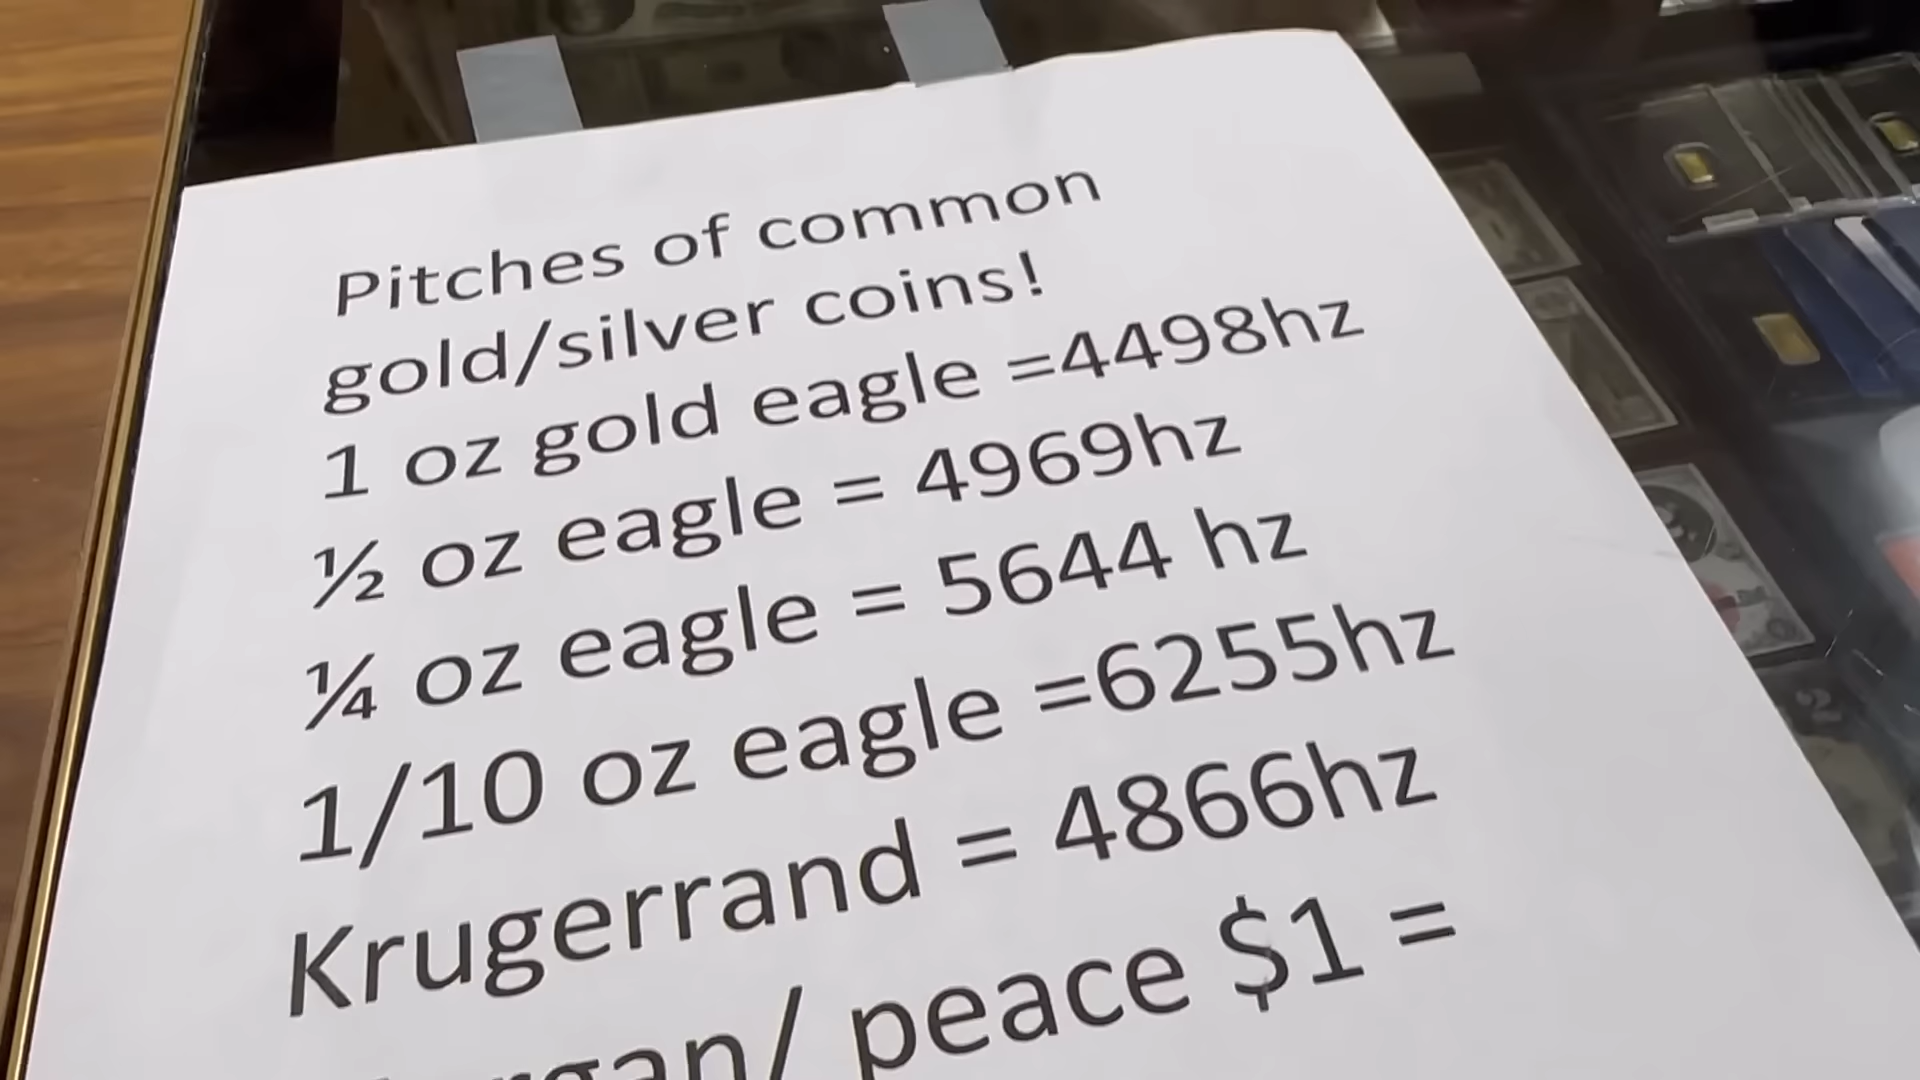 Pitches of common
gold/silver coins!
1 oz gold eagle =4498hz
½ oz eagle = 4969hz
¼ oz eagle = 5644 hz
1/10 oz eagle =6255hz
Krugerrand = 4866hz
/ peace $1 =